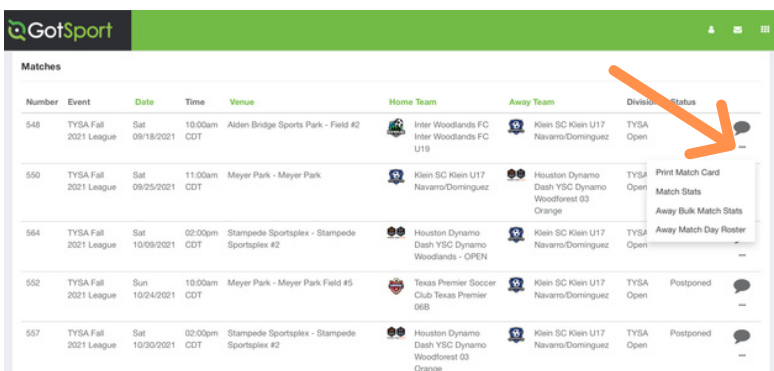 GotSport
Matches
Number Event Date Time Venue Home Team Away Team Division Status
548 TYSA Fall Sat 10:00am Alden Bridge Sports Park - Field #2 Inter Woodlands FC Klein SC Klein U17 TYSA
2021 League 09/18/2021 CDT Inter Woodlands FC Navarro/Dominguez Open
U19
550 TYSA Fall Sat 11:00am Meyer Park - Meyer Park Klein SC Klein U17 Houston Dynamo TYSA
2021 League 09/25/2021 CDT Navarro/Dominguez Dash YSC Dynamo Open
Woodforest 03
Orange
Print Match Card
Match Stats
Away Bulk Match Stats
Away Match Day Roster
564 TYSA Fall Sat 02:00pm Stampede Sportsplex - Stampede Houston Dynamo Klein SC Klein U17 TYSA
2021 League 10/09/2021 CDT Sportsplex #2 Dash YSC Dynamo Navarro/Dominguez Open
Woodlands - OPEN
552 TYSA Fall Sun 10:00am Meyer Park - Meyer Park Field #5 Texas Premier Soccer Klein SC Klein U17 TYSA Postponed
2021 League 10/24/2021 CDT Club Texas Premier Navarro/Dominguez Open
06B
557 TYSA Fall Sat 02:00pm Stampede Sportsplex - Stampede Houston Dynamo Klein SC Klein U17 TYSA Postponed
2021 League 10/30/2021 CDT Sportsplex #2 Dash YSC Dynamo Navarro/Dominguez Open
Woodforest 03
Orange